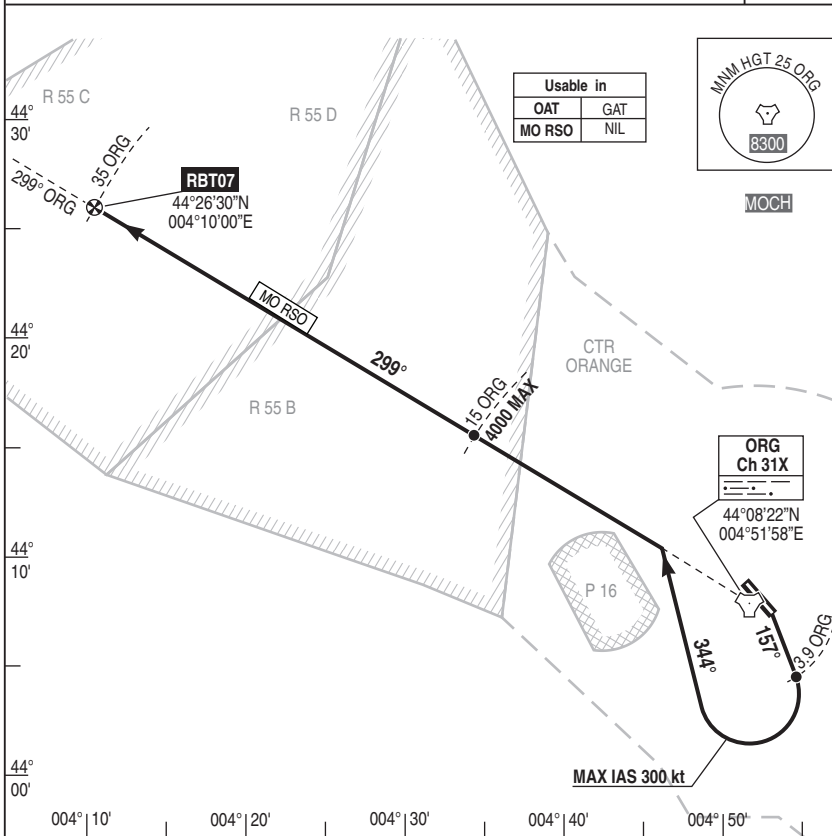 R 55 C
R 55 D
Usable in
OAT GAT
MO RSO NIL
MNM HGT 25 ORG
8300
MOCH
44°
30'
299° ORG
35 ORG
RBT07
44°26'30"N
004°10'00"E
MO RSO
299°
44°
20'
CTR
ORANGE
R 55 B
15 ORG
4000 MAX
ORG
Ch 31X
44°08'22"N
004°51'58"E
44°
10'
P 16
344°
157°
3.9 ORG
MAX IAS 300 kt
44°
00'
004°10' 004°20' 004°30' 004°40' 004°50'